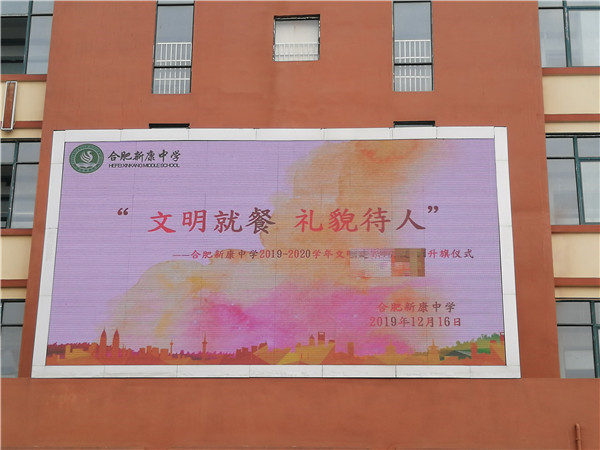 合肥新康中学
HEFEI XINKANG MIDDLE SCHOOL
“文明就餐 礼貌待人”
——合肥新康中学2019-2020学年 升旗仪式
合肥新康中学
2019年12月16日